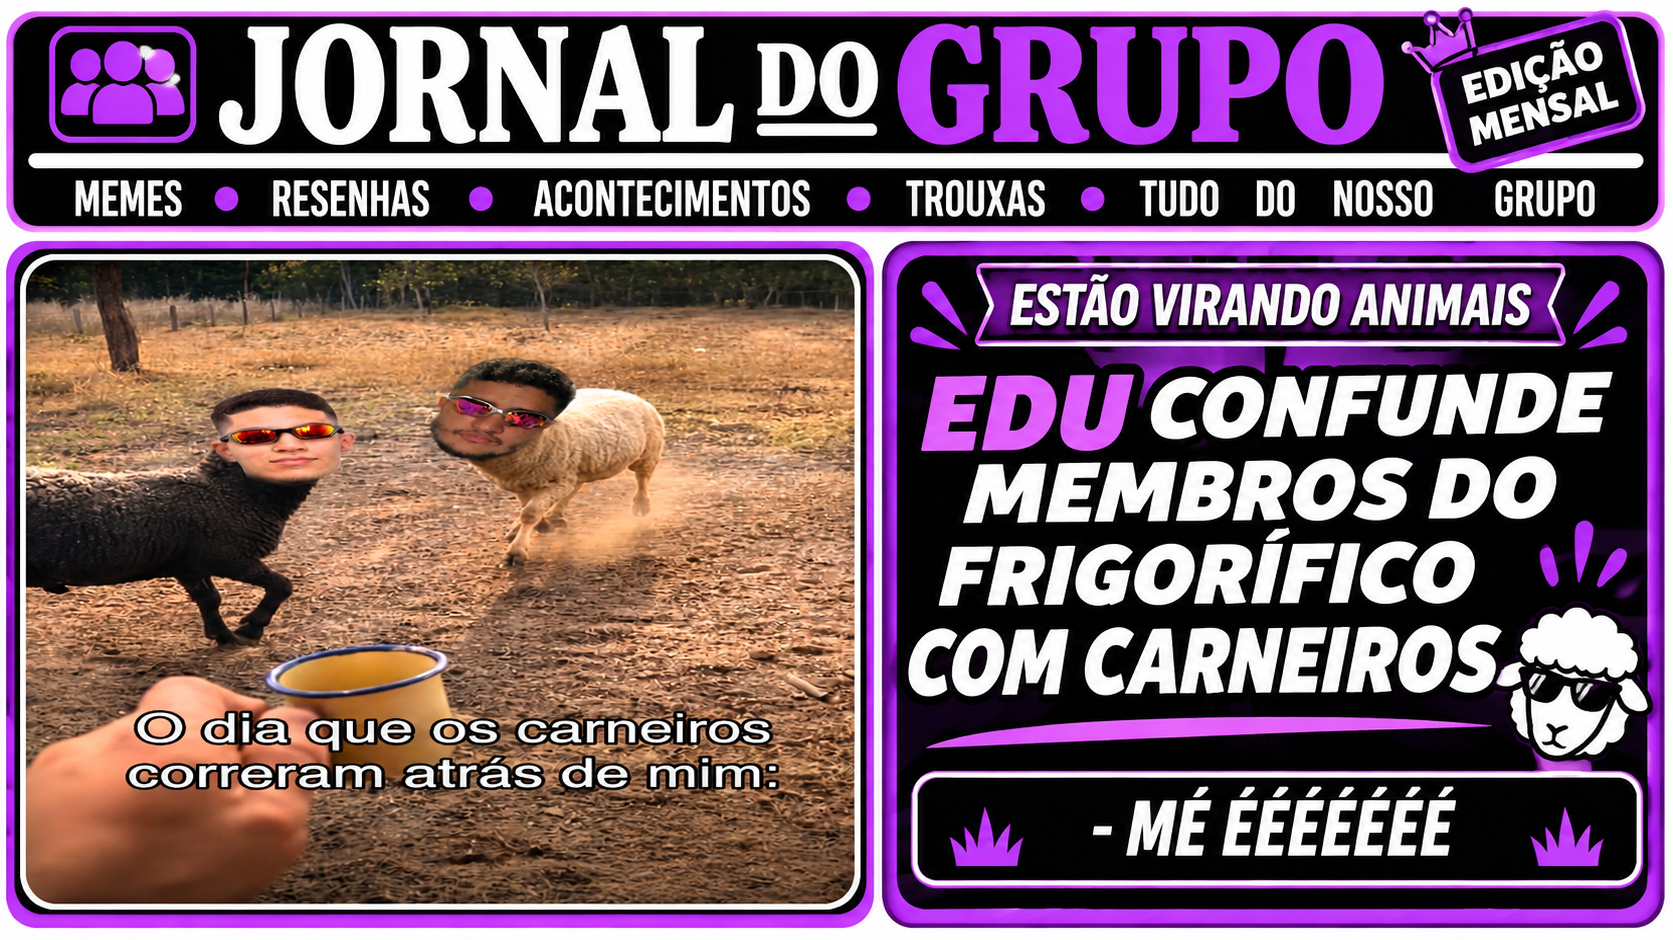 JORNAL DO GRUPO
EDIÇÃO
MENSAL
MEMES • RESENHAS • ACONTECIMENTOS • TROUXAS • TUDO DO NOSSO GRUPO
O dia que os carneiros
correram atrás de mim:
ESTÃO VIRANDO ANIMAIS
EDU CONFUNDE
MEMBROS DO
FRIGORÍFICO
COM CARNEIROS
- MÉ ÉÉÉÉÉÉÉ